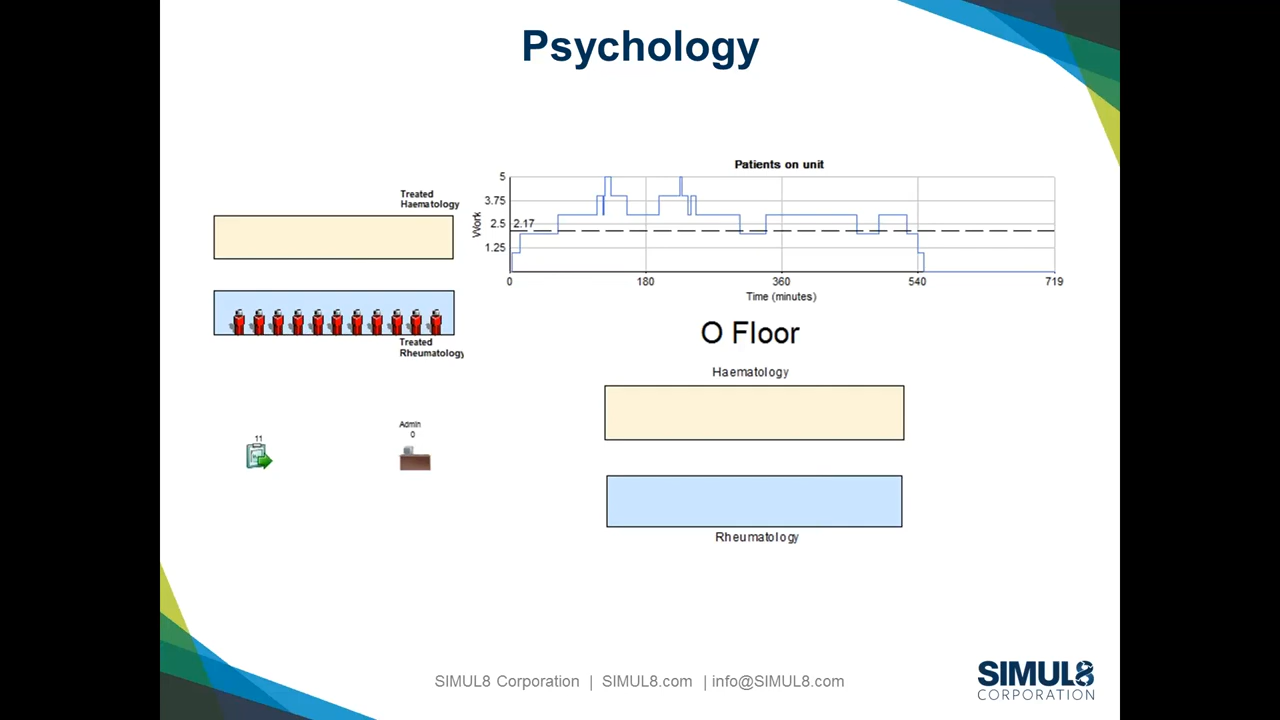 Psychology
Treated
Haematology
Treated
Rheumatology
11
Admin
0
Patients on unit
Work
5
3.75
2.5
1.25
2.17
0
180
360
540
719
Time (minutes)
O Floor
Haematology
Rheumatology
SIMUL8 Corporation | SIMUL8.com | info@SIMUL8.com
SIMUL8
CORPORATION